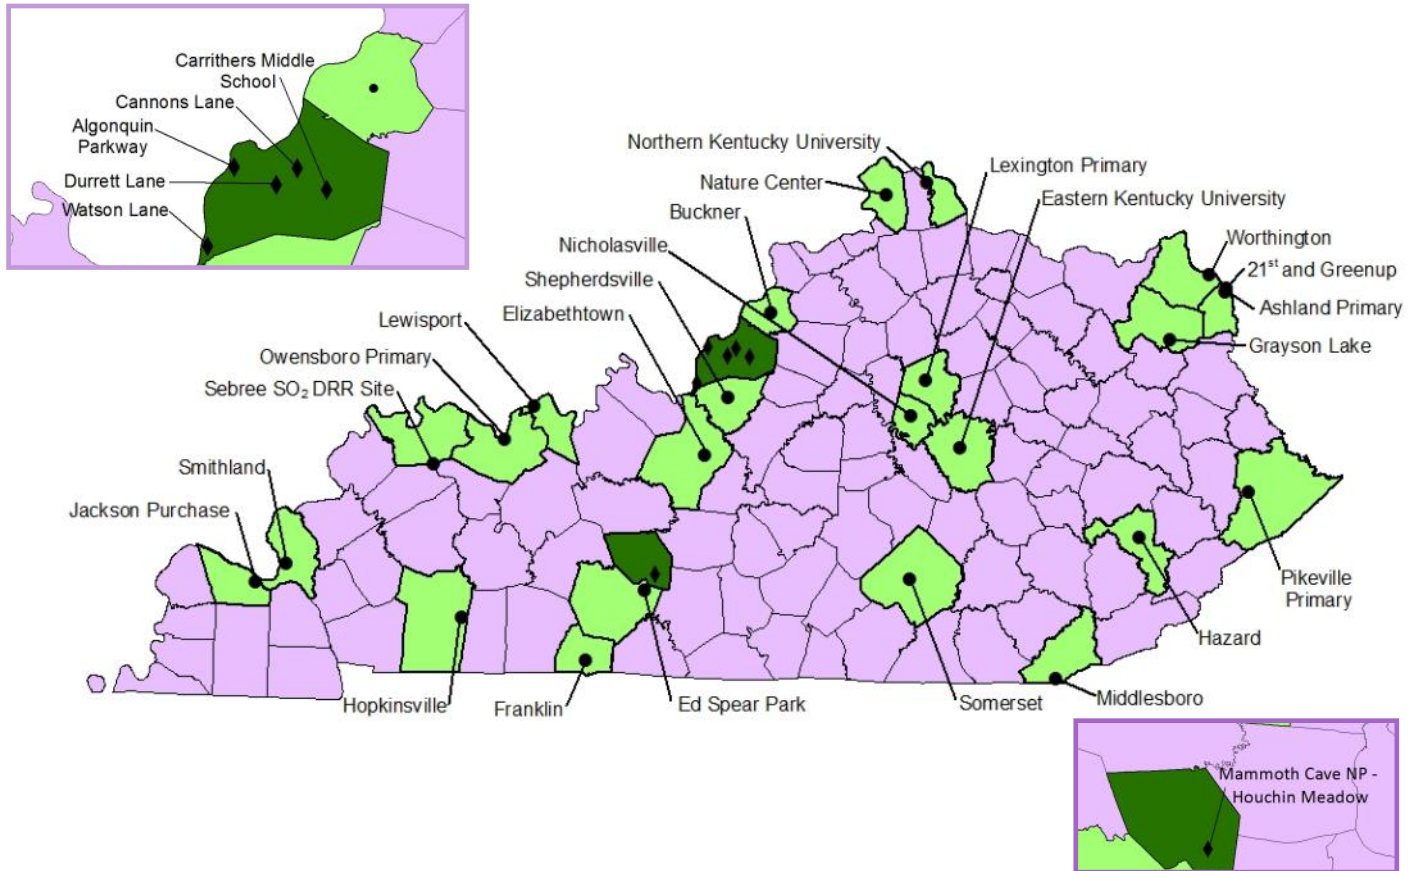 Carrithers Middle
School
Cannons Lane
Algonquin
Parkway
Durrett Lane
Watson Lane
Northern Kentucky University
Nature Center
Buckner
Nicholasville
Shepherdsville
Elizabethtown
Lewisport
Owensboro Primary
Sebree SO₂ DRR Site
Smithland
Jackson Purchase
Lexington Primary
Eastern Kentucky University
Worthington
21st and Greenup
Ashland Primary
Grayson Lake
Pikeville
Primary
Hazard
Middlesboro
Somerset
Ed Spear Park
Franklin
Hopkinsville
Mammoth Cave NP -
Houchin Meadow